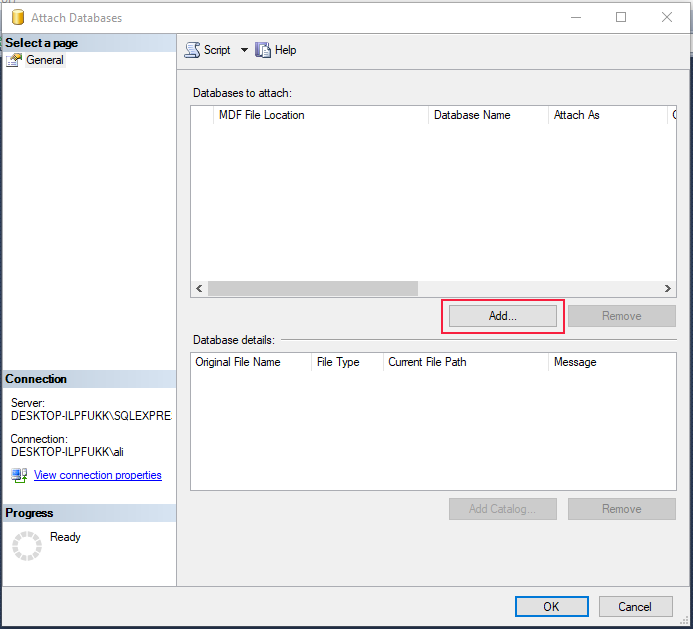 Attach Databases
Select a page
General
Script
Help
Databases to attach:
MDF File Location
Database Name
Attach As
Add...
Remove
Database details:
Original File Name
File Type
Current File Path
Message
Add Catalog...
Remove
Connection
Server:
DESKTOP-ILPFUKK\SQLEXPRE
Connection:
DESKTOP-ILPFUKK\ali
View connection properties
Progress
Ready
OK
Cancel